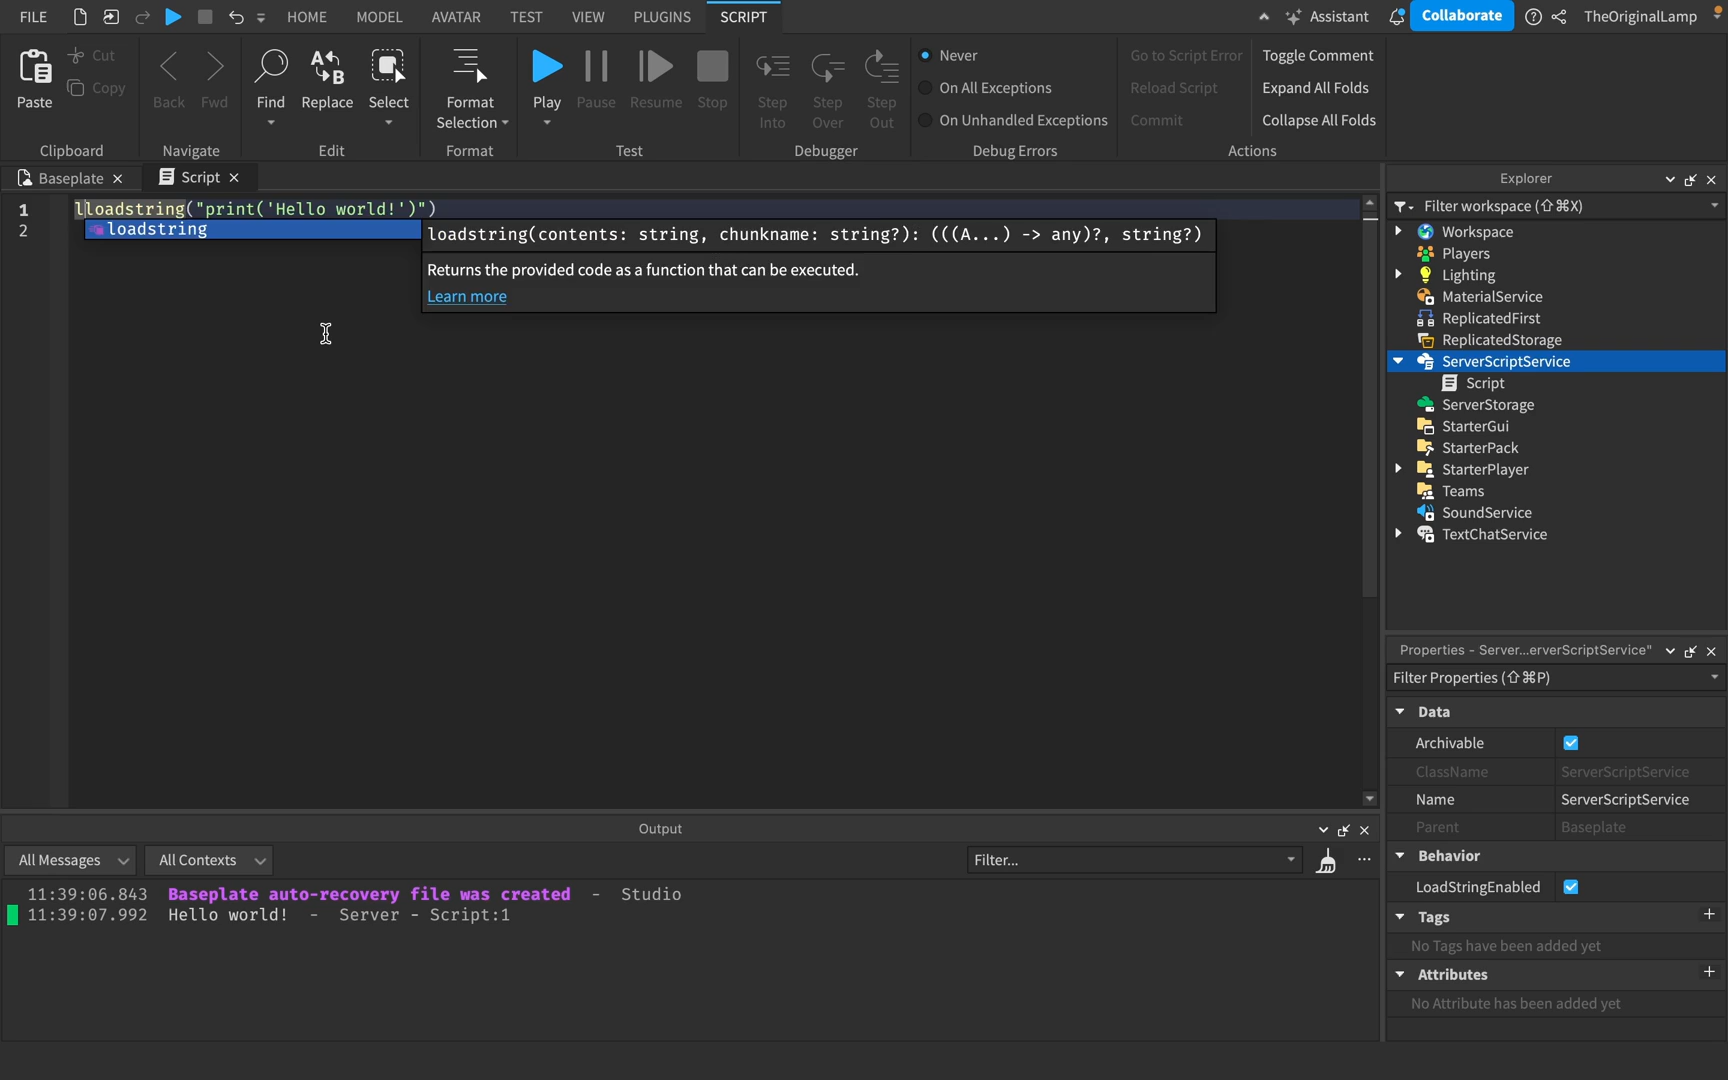 FILE HOME MODEL AVATAR TEST VIEW PLUGINS SCRIPT Assistant Collaborate TheOriginalLamp
Paste Cut Copy
Back Fwd
Find Replace Select
Format Selection
Play Pause Resume Stop
Step Into Step Over Step Out
Never
On All Exceptions
On Unhandled Exceptions
Go to Script Error
Reload Script
Commit
Toggle Comment
Expand All Folds
Collapse All Folds
Clipboard Navigate Edit Format Test Debugger Debug Errors Actions
Baseplate Script
1 lloadstring("print('Hello world!')")
2
loadstring
loadstring(contents: string, chunkname: string?): (((A...) -> any)?, string?)
Returns the provided code as a function that can be executed.
Learn more
Explorer
Filter workspace (⇧⌘X)
Workspace
Players
Lighting
MaterialService
ReplicatedFirst
ReplicatedStorage
ServerScriptService
Script
ServerStorage
StarterGui
StarterPack
StarterPlayer
Teams
SoundService
TextChatService
Properties - Server...erverScriptService"
Filter Properties (⇧⌘P)
Data
Archivable
ClassName ServerScriptService
Name ServerScriptService
Parent Baseplate
Behavior
LoadStringEnabled
Tags
No Tags have been added yet
Attributes
No Attribute has been added yet
Output
All Messages All Contexts Filter...
11:39:06.843 Baseplate auto-recovery file was created - Studio
11:39:07.992 Hello world! - Server - Script:1